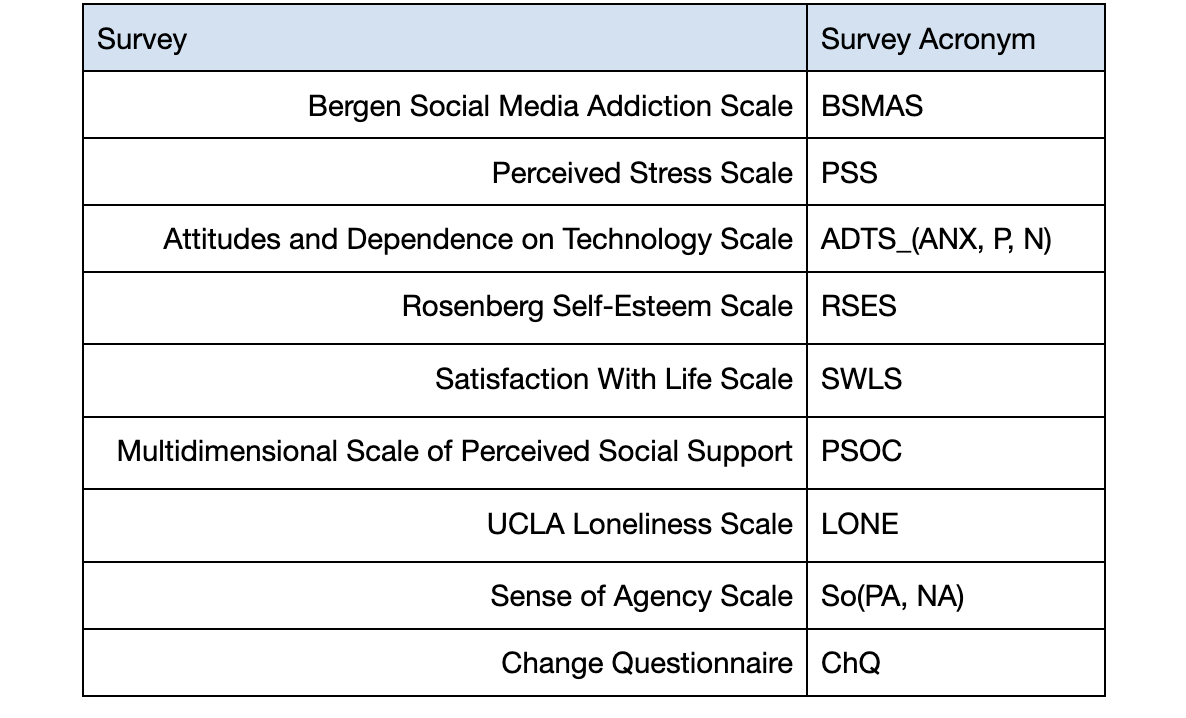 Survey Survey Acronym
Bergen Social Media Addiction Scale BSMAS
Perceived Stress Scale PSS
Attitudes and Dependence on Technology Scale ADTS_(ANX, P, N)
Rosenberg Self-Esteem Scale RSES
Satisfaction With Life Scale SWLS
Multidimensional Scale of Perceived Social Support PSOC
UCLA Loneliness Scale LONE
Sense of Agency Scale So(PA, NA)
Change Questionnaire ChQ